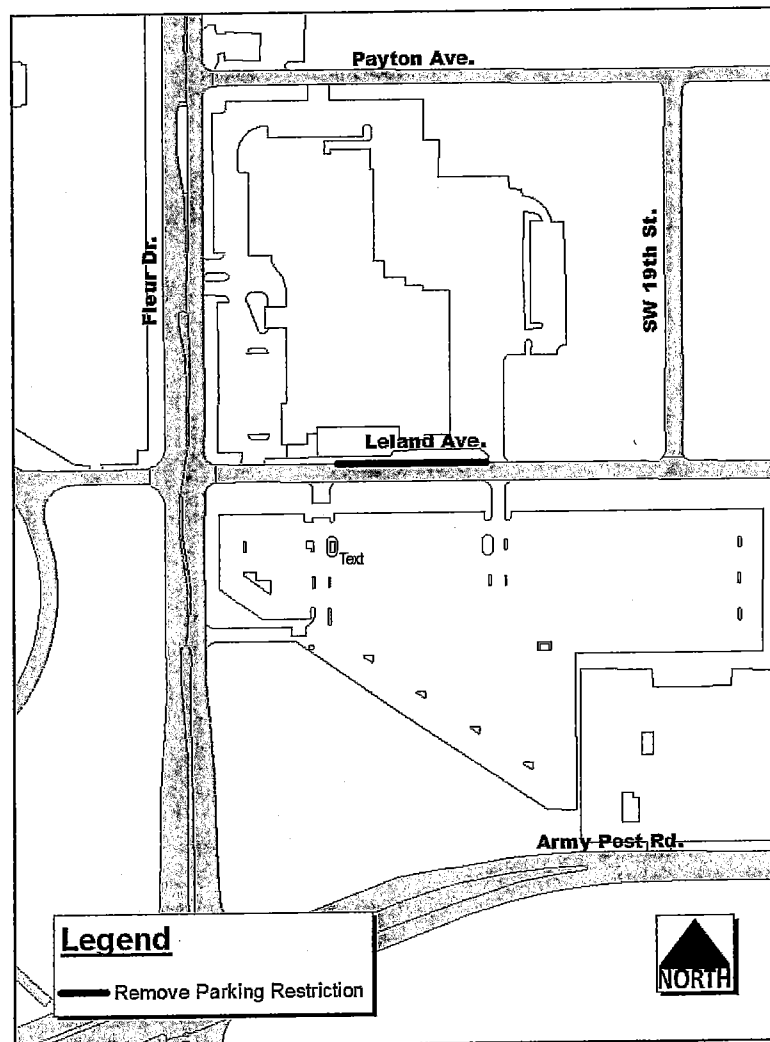 Payton Ave.
Fleur Dr.
SW 19th St.
Leland Ave.
Text
Army Post Rd.
Legend
Remove Parking Restriction
NORTH